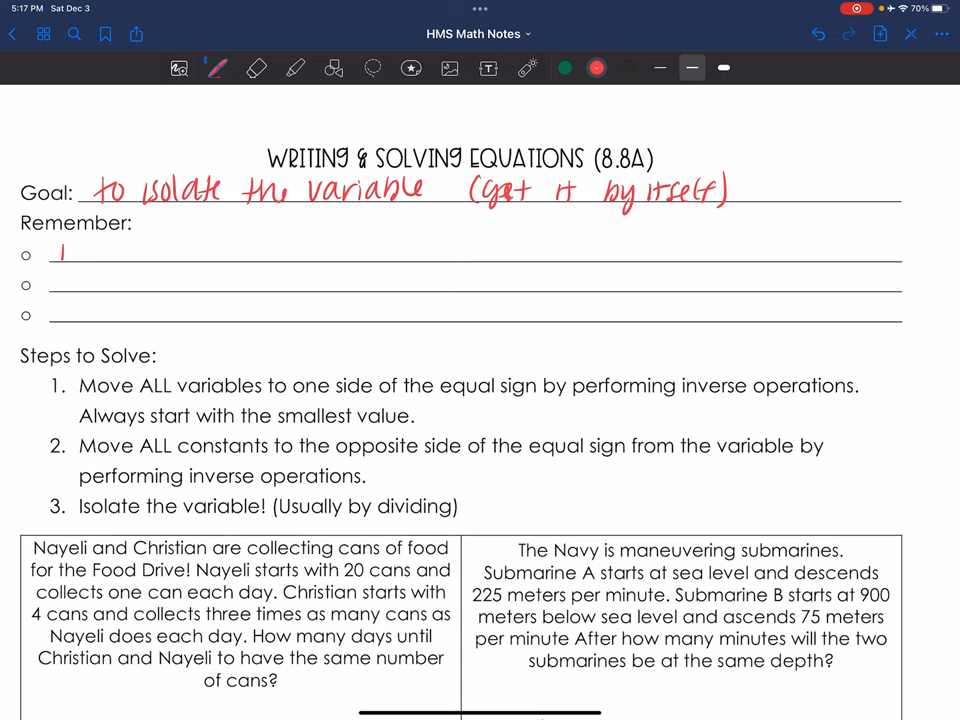 5:17 PM Sat Dec 3
70%
HMS Math Notes
WRITING & SOLVING EQUATIONS (8.8A)
Goal: to isolate the variable (get it by itself)
Remember:
Steps to Solve:
1. Move ALL variables to one side of the equal sign by performing inverse operations.
Always start with the smallest value.
2. Move ALL constants to the opposite side of the equal sign from the variable by
performing inverse operations.
3. Isolate the variable! (Usually by dividing)
Nayeli and Christian are collecting cans of food
for the Food Drive! Nayeli starts with 20 cans and
collects one can each day. Christian starts with
4 cans and collects three times as many cans as
Nayeli does each day. How many days until
Christian and Nayeli to have the same number
of cans?
The Navy is maneuvering submarines.
Submarine A starts at sea level and descends
225 meters per minute. Submarine B starts at 900
meters below sea level and ascends 75 meters
per minute After how many minutes will the two
submarines be at the same depth?